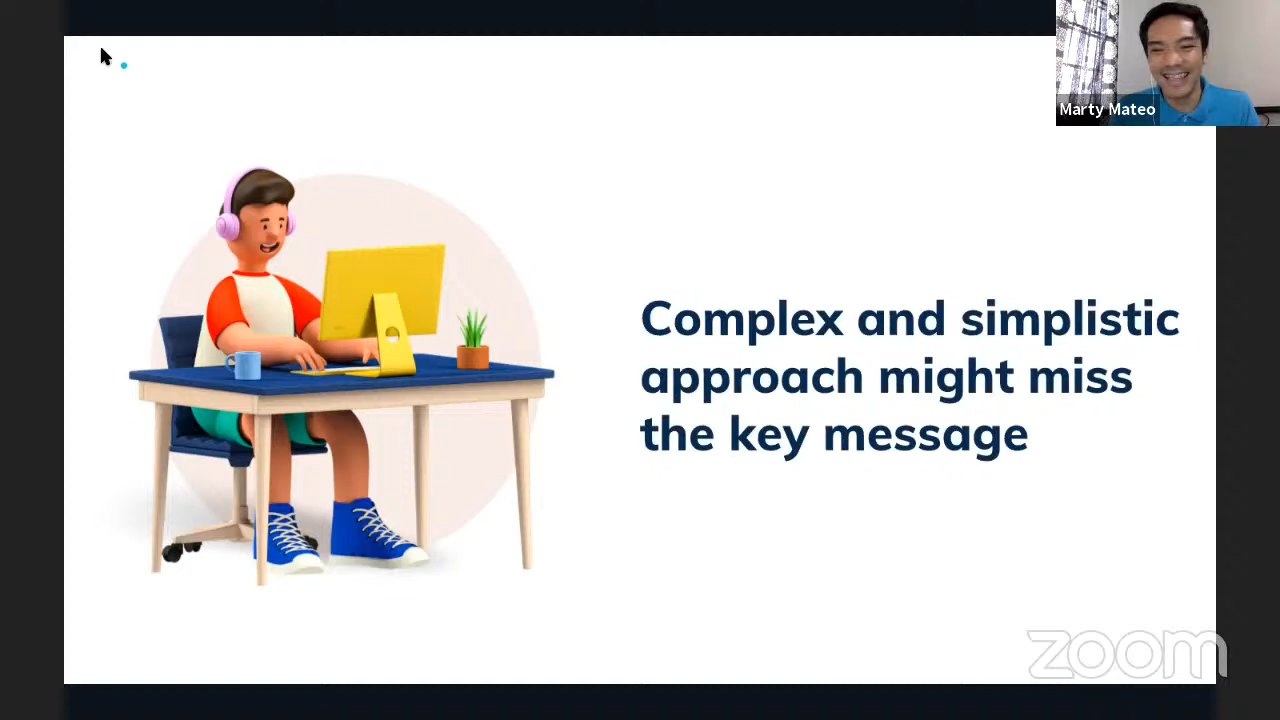 Marty Mateo
Complex and simplistic
approach might miss
the key message
zoom